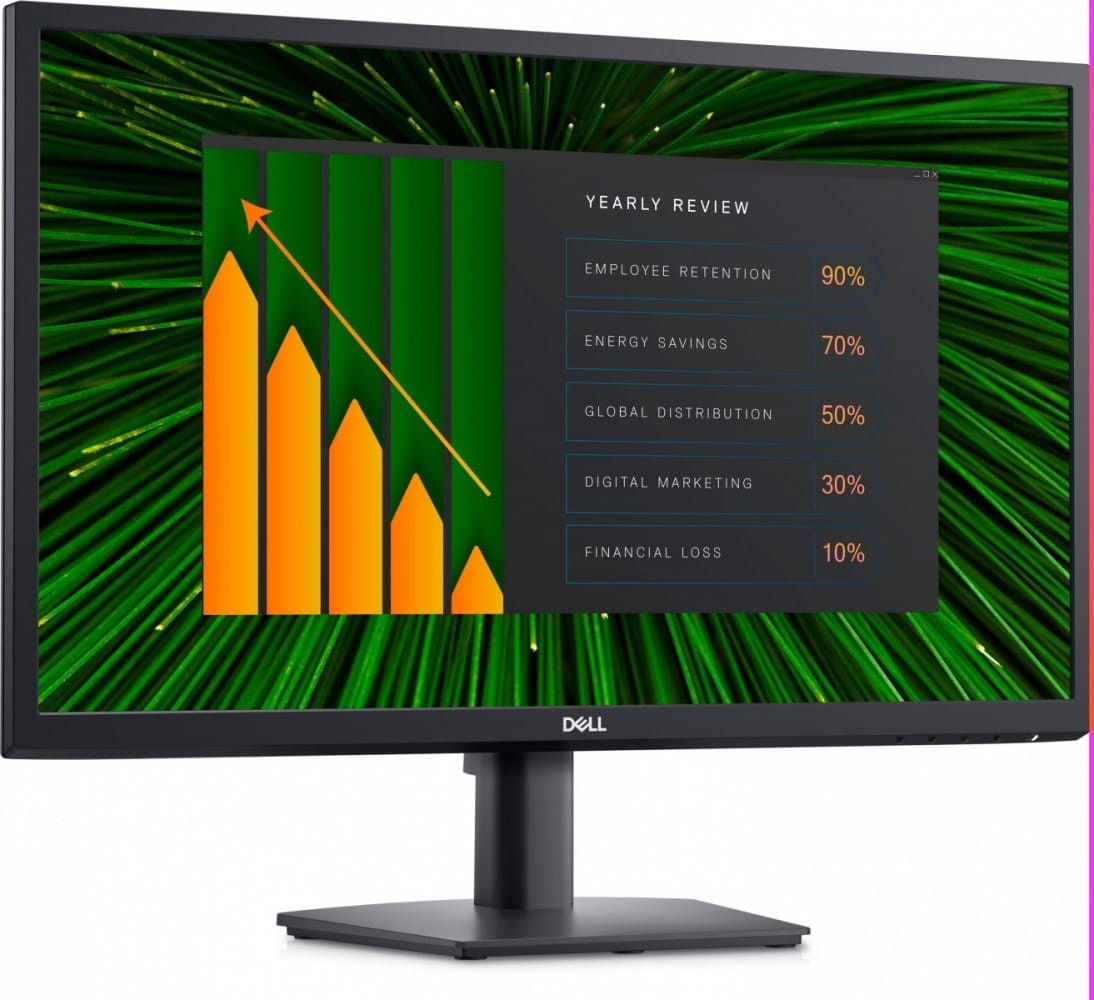 YEARLY REVIEW
EMPLOYEE RETENTION 90%
ENERGY SAVINGS 70%
GLOBAL DISTRIBUTION 50%
DIGITAL MARKETING 30%
FINANCIAL LOSS 10%
DELL